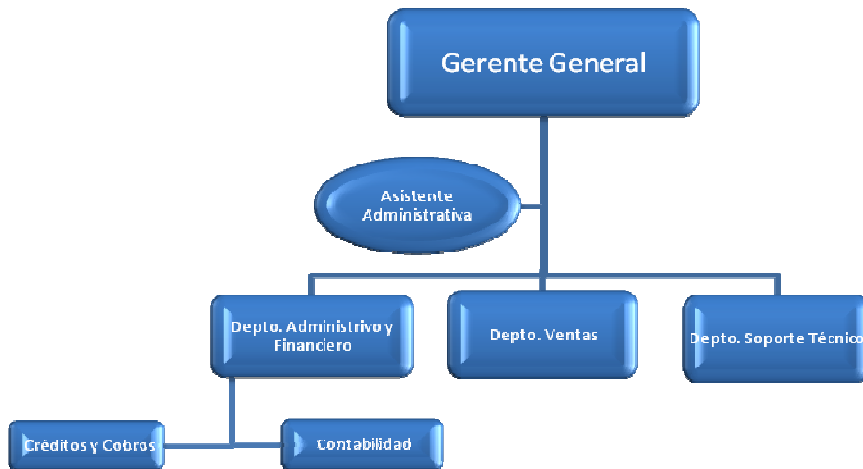 Gerente General
Asistente
Administrativa
Depto. Administrivo y
Financiero
Depto. Ventas
Depto. Soporte Técnico
Créditos y Cobros
Contabilidad